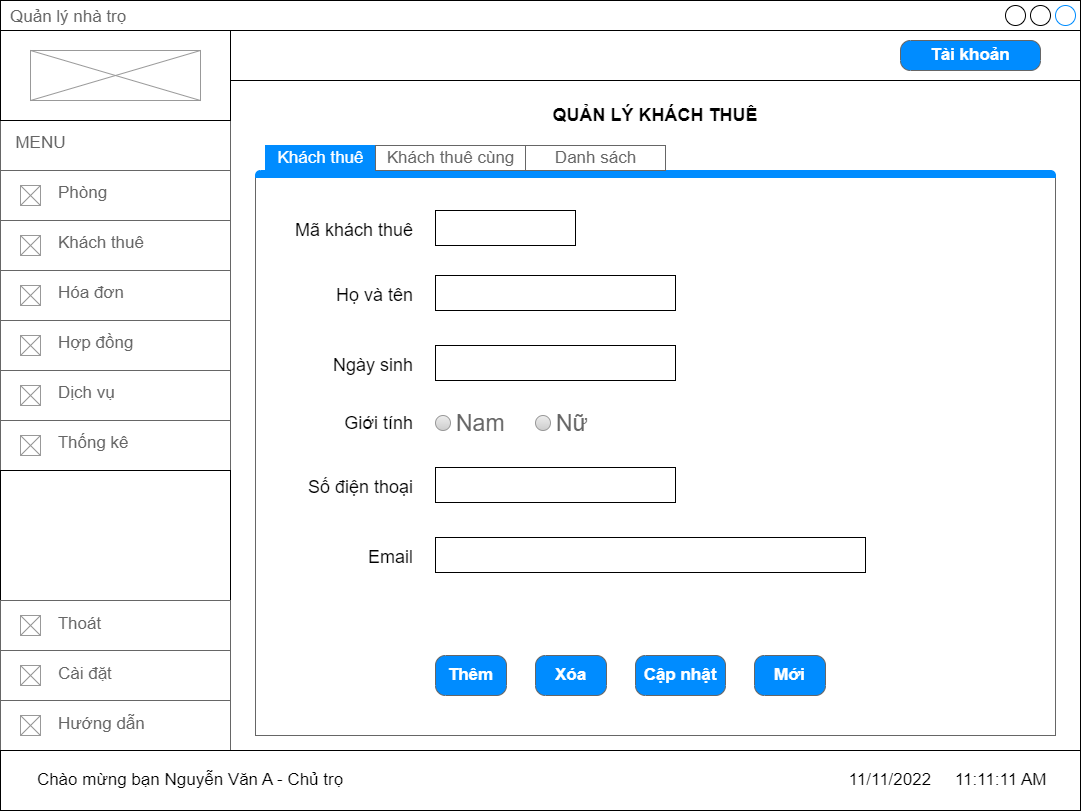 Quản lý nhà trọ
Tài khoản
MENU
Phòng
Khách thuê
Hóa đơn
Hợp đồng
Dịch vụ
Thống kê
Thoát
Cài đặt
Hướng dẫn
QUẢN LÝ KHÁCH THUÊ
Khách thuê Khách thuê cùng Danh sách
Mã khách thuê
Họ và tên
Ngày sinh
Giới tính Nam Nữ
Số điện thoại
Email
Thêm Xóa Cập nhật Mới
Chào mừng bạn Nguyễn Văn A - Chủ trọ 11/11/2022 11:11:11 AM